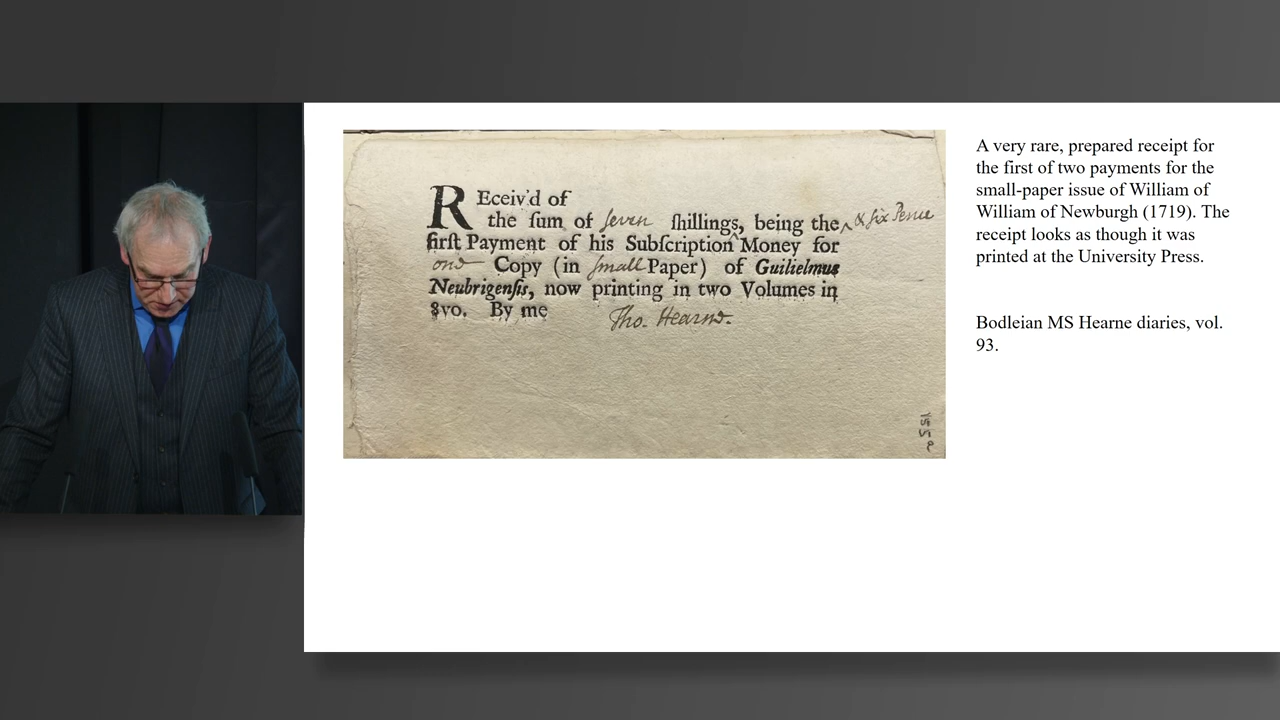 REceiv'd of
the ſum of ſeven ſhillings, being the ^ & ſix Pence
firſt Payment of his Subſcription Money for
one Copy (in ſmall Paper) of Guilielmus
Neubrigenſis, now printing in two Volumes in
8vo. By me Tho. Hearne.
155a
A very rare, prepared receipt for
the first of two payments for the
small-paper issue of William of
William of Newburgh (1719). The
receipt looks as though it was
printed at the University Press.
Bodleian MS Hearne diaries, vol.
93.